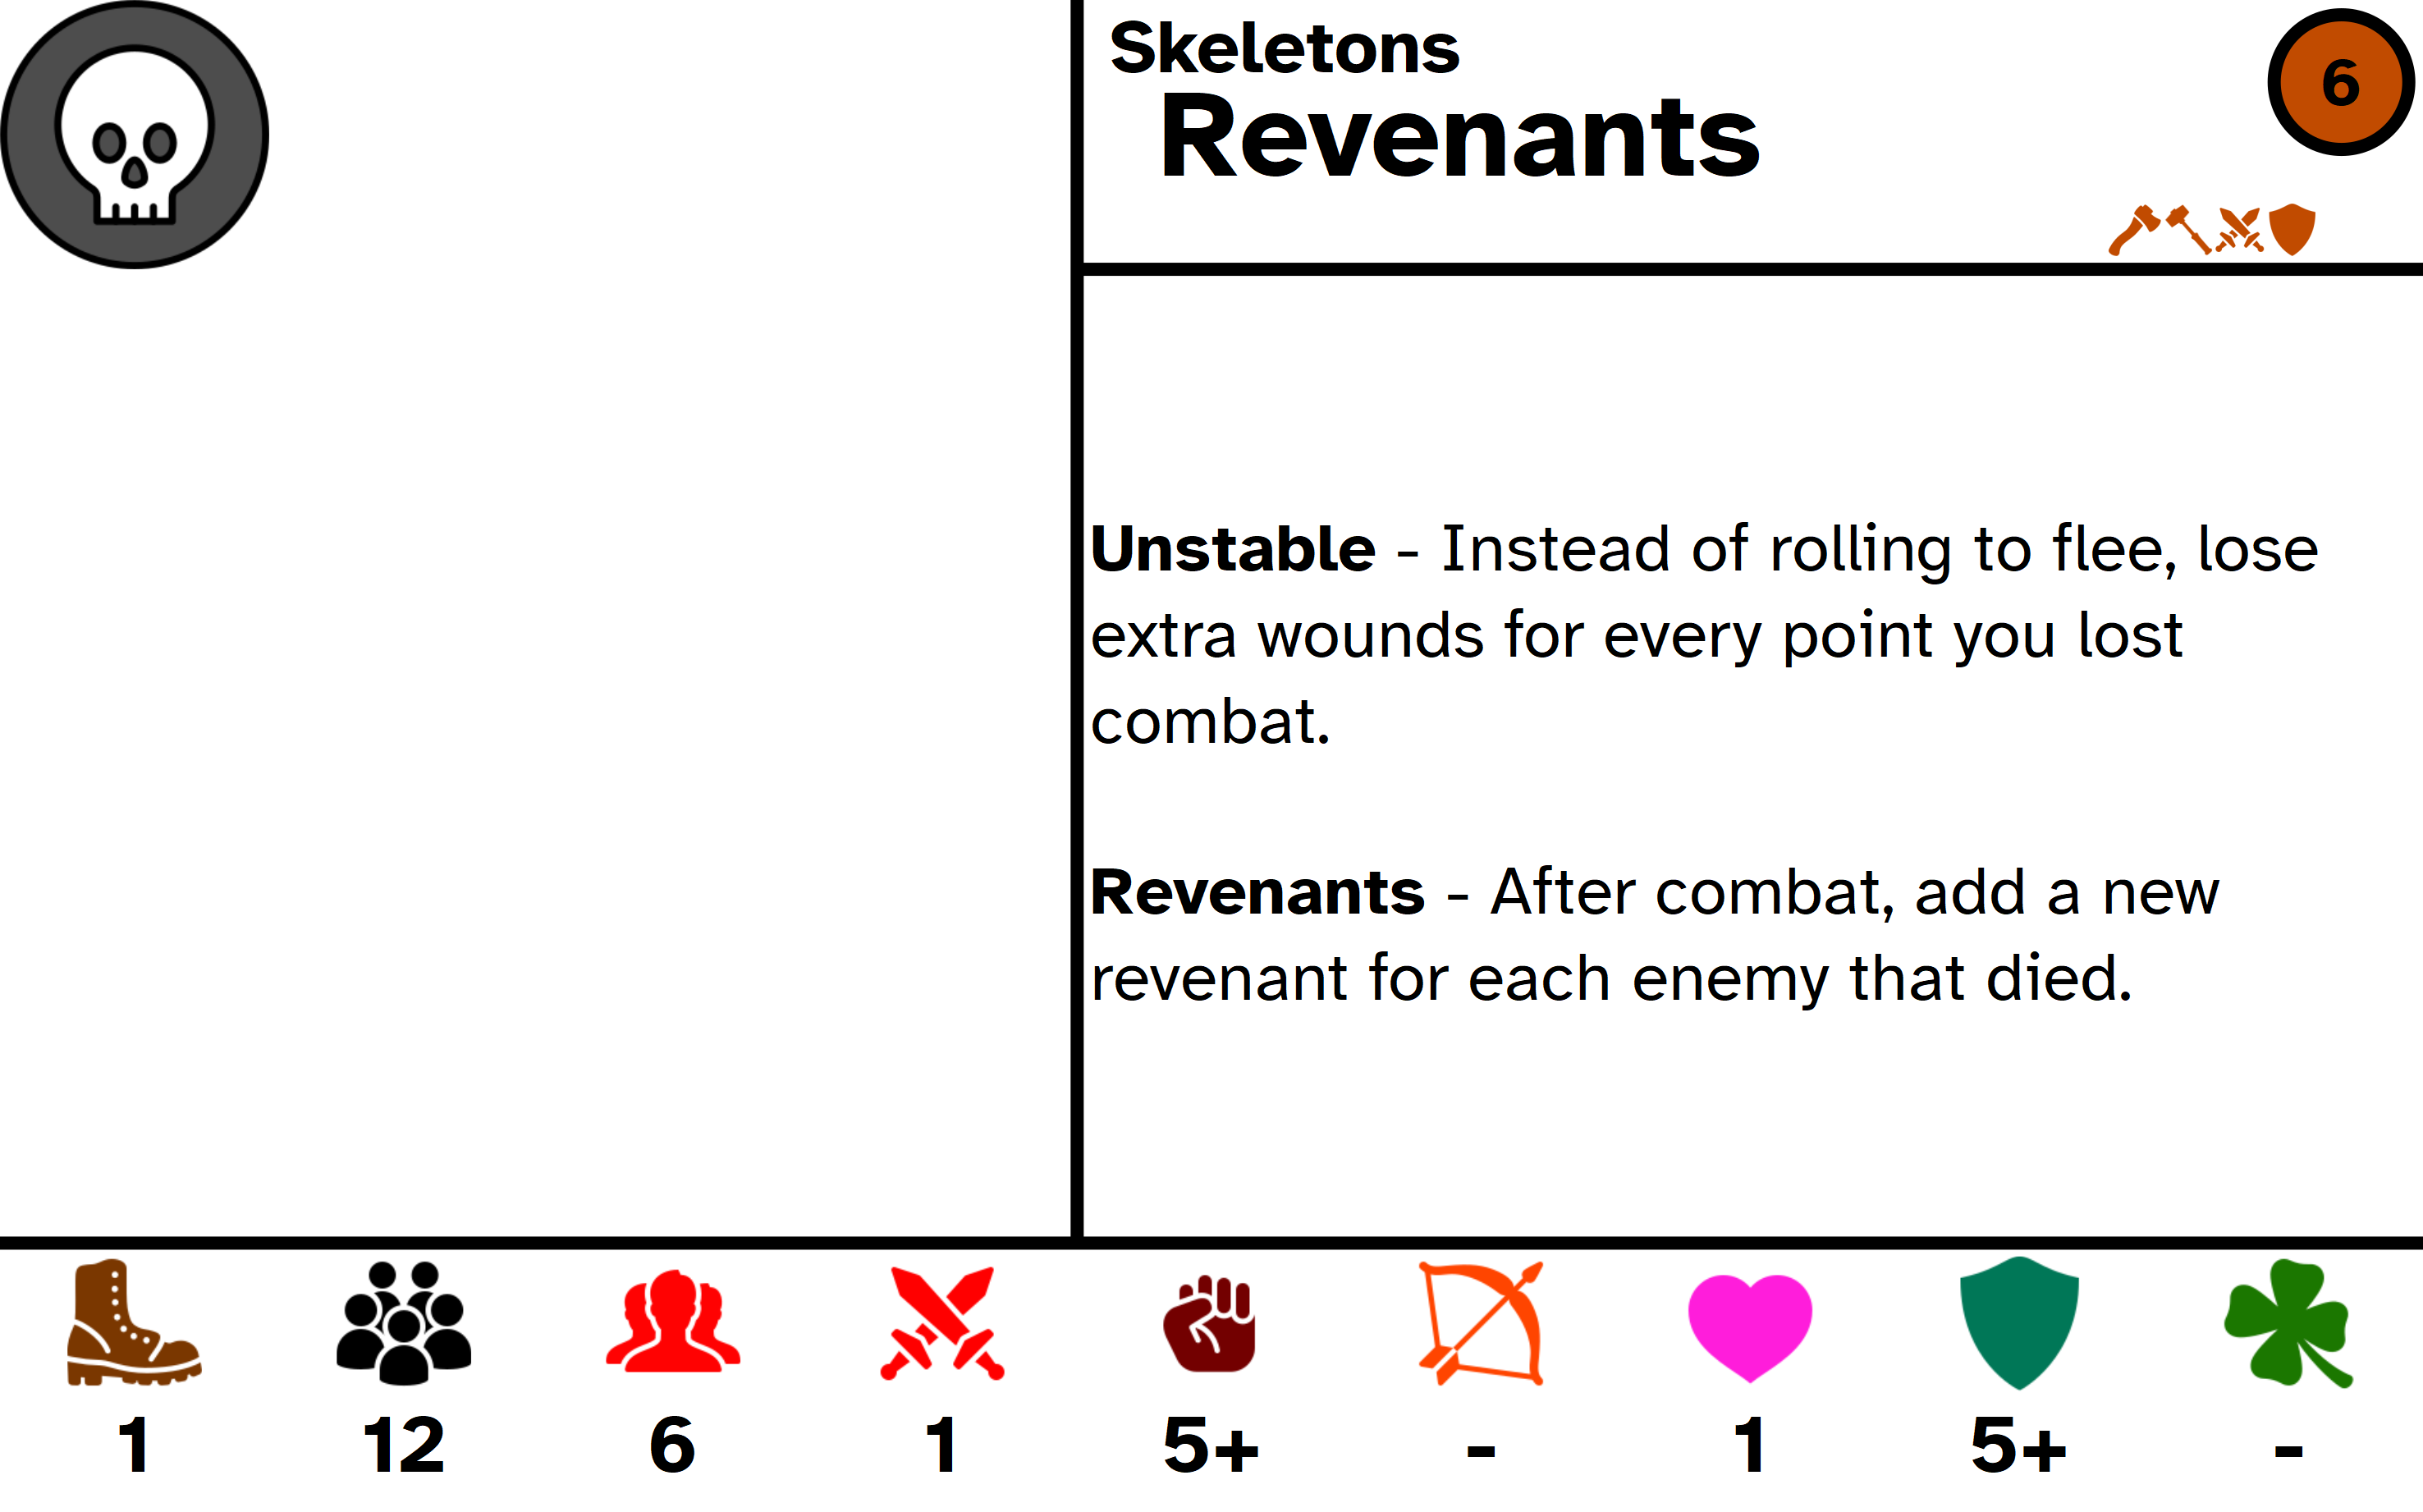 Skeletons
Revenants
6
Unstable - Instead of rolling to flee, lose
extra wounds for every point you lost
combat.
Revenants - After combat, add a new
revenant for each enemy that died.
1 12 6 1 5+ - 1 5+ -